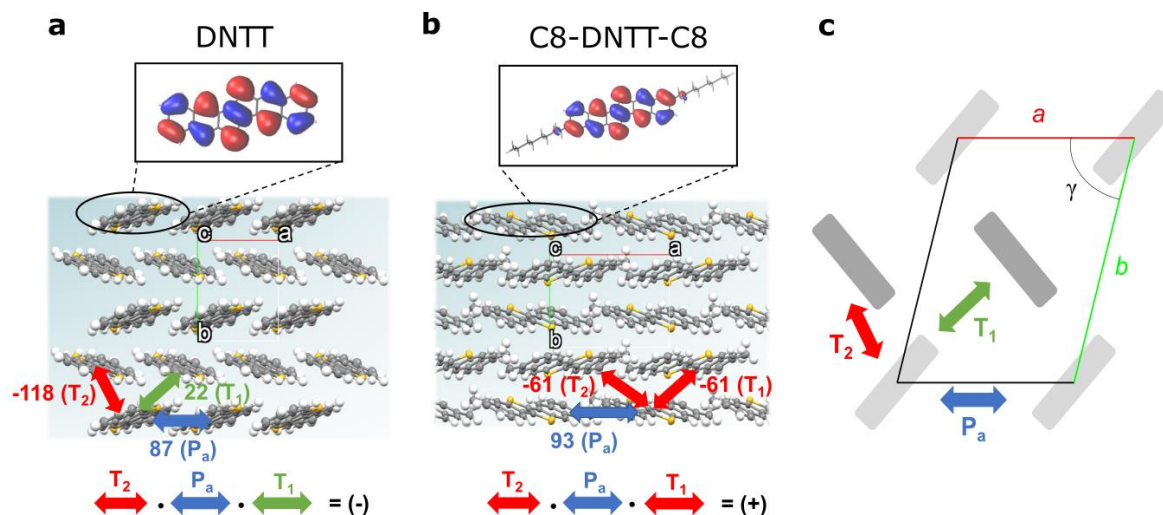 a
DNTT
b
C8-DNTT-C8
c
c
a
b
-118 (T₂)
22 (T₁)
87 (Pₐ)
T₂ . Pₐ . T₁ = (-)
c
a
b
-61 (T₂)
-61 (T₁)
93 (Pₐ)
T₂ . Pₐ . T₁ = (+)
a
γ
b
T₂
T₁
Pₐ